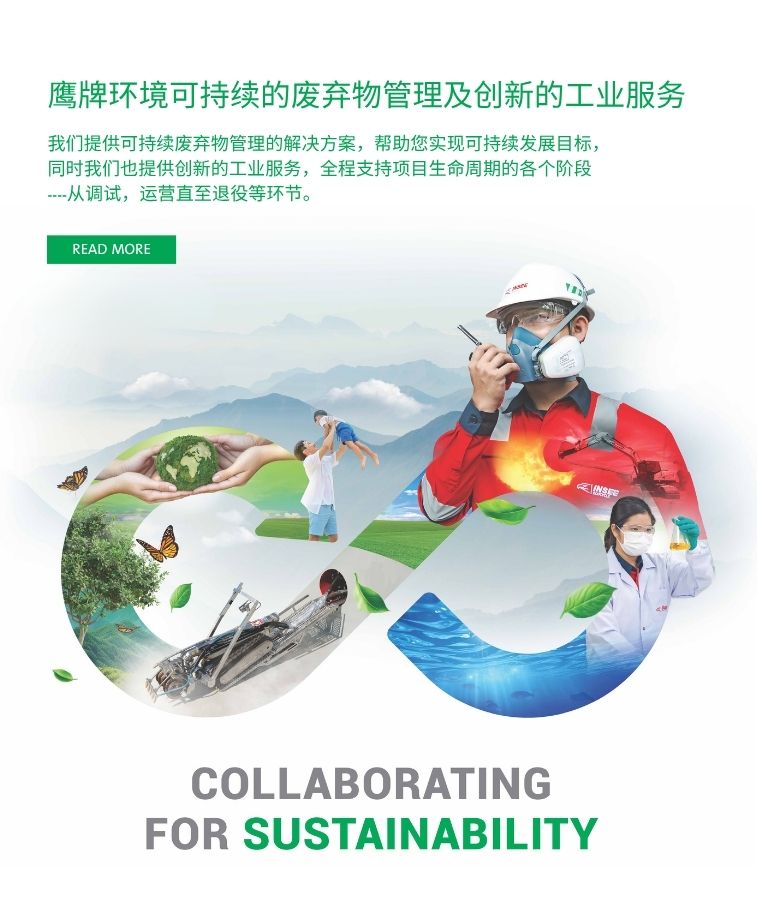 鹰牌环境可持续的废弃物管理及创新的工业服务
我们提供可持续废弃物管理的解决方案，帮助您实现可持续发展目标，
同时我们也提供创新的工业服务，全程支持项目生命周期的各个阶段
----从调试，运营直至退役等环节。
READ MORE
COLLABORATING
FOR SUSTAINABILITY